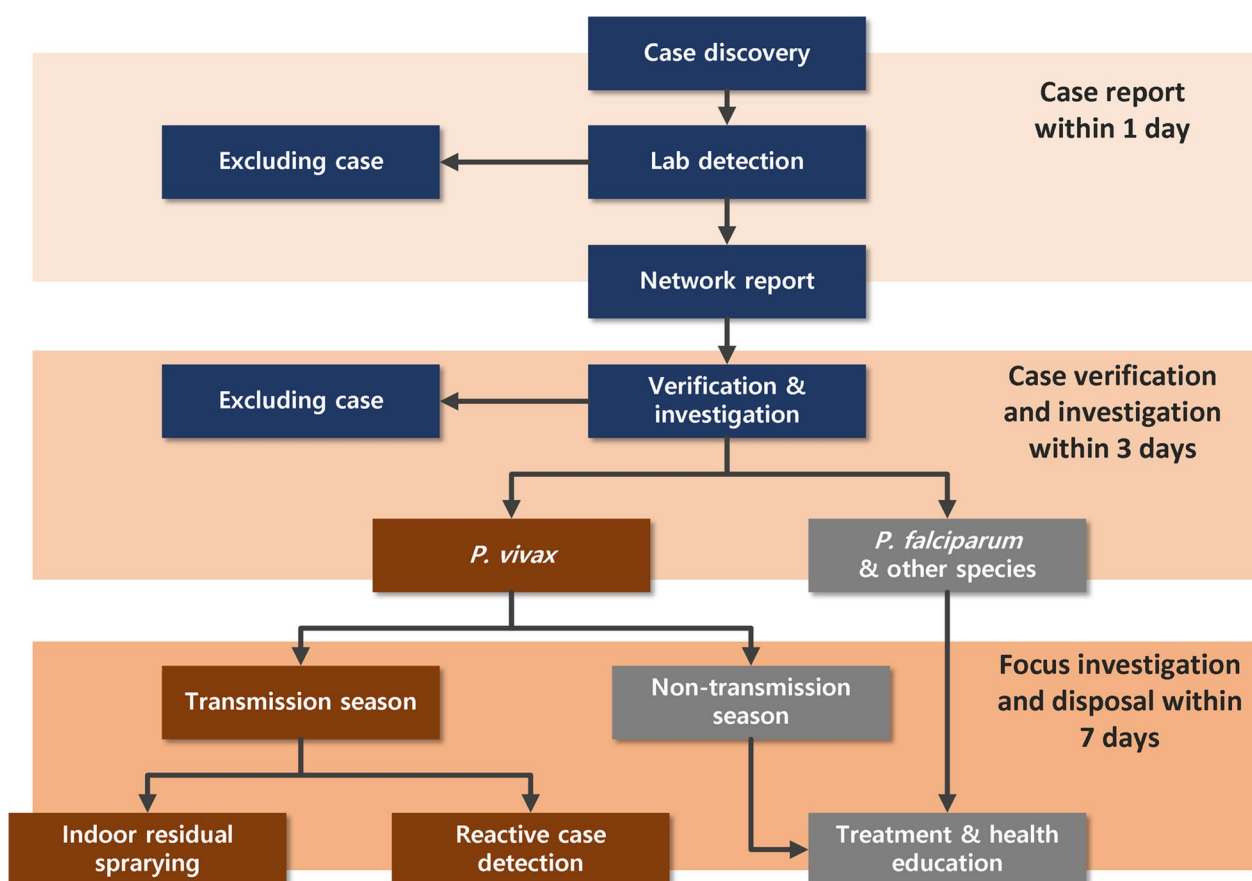 Case discovery
Case report
within 1 day
Excluding case
Lab detection
Network report
Excluding case
Verification &
investigation
Case verification
and investigation
within 3 days
P. vivax
P. falciparum
& other species
Transmission season
Non-transmission
season
Focus investigation
and disposal within
7 days
Indoor residual
sprarying
Reactive case
detection
Treatment & health
education